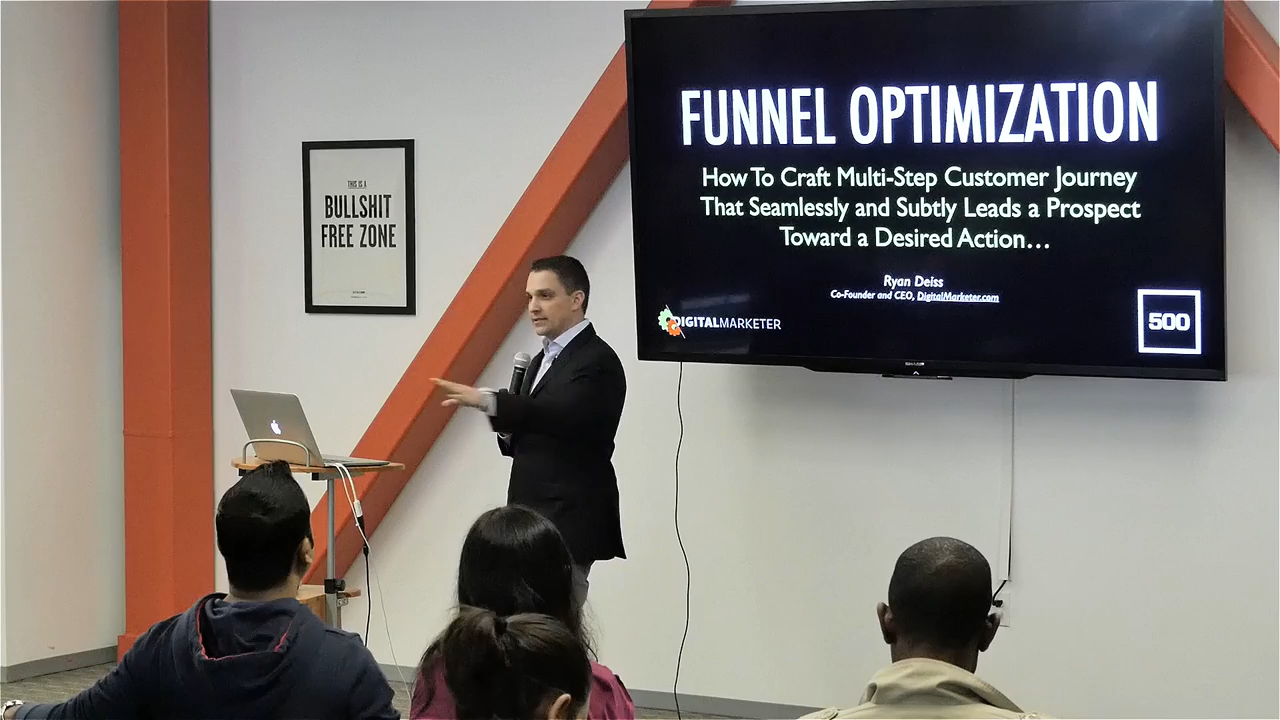 THIS IS A
BULLSHIT
FREE ZONE
FUNNEL OPTIMIZATION
How To Craft Multi-Step Customer Journey
That Seamlessly and Subtly Leads a Prospect
Toward a Desired Action...
Ryan Deiss
Co-Founder and CEO, DigitalMarketer.com
DIGITALMARKETER
500
SHARP